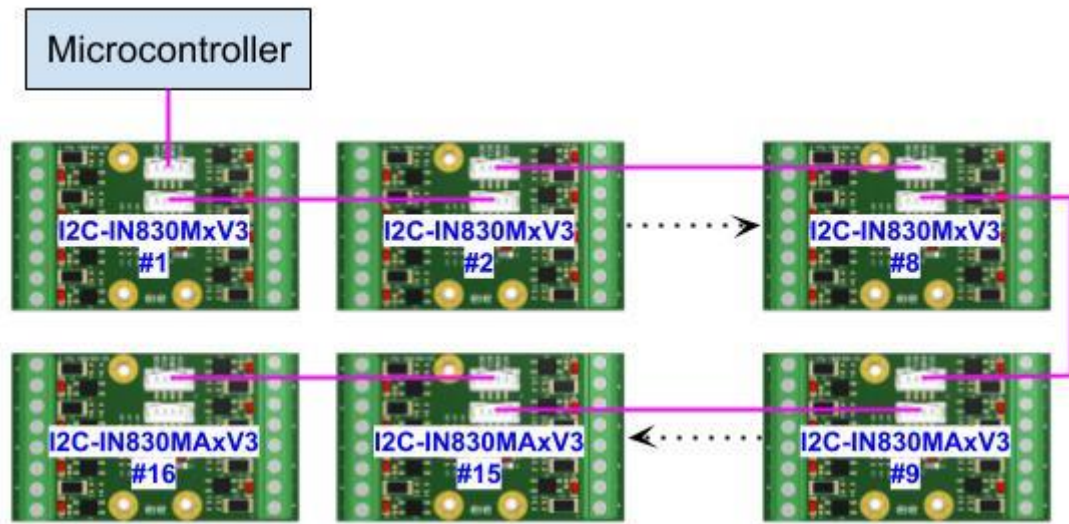 Microcontroller
I2C-IN830MxV3
#1
I2C-IN830MxV3
#2
I2C-IN830MxV3
#8
I2C-IN830MAxV3
#16
I2C-IN830MAxV3
#15
I2C-IN830MAxV3
#9